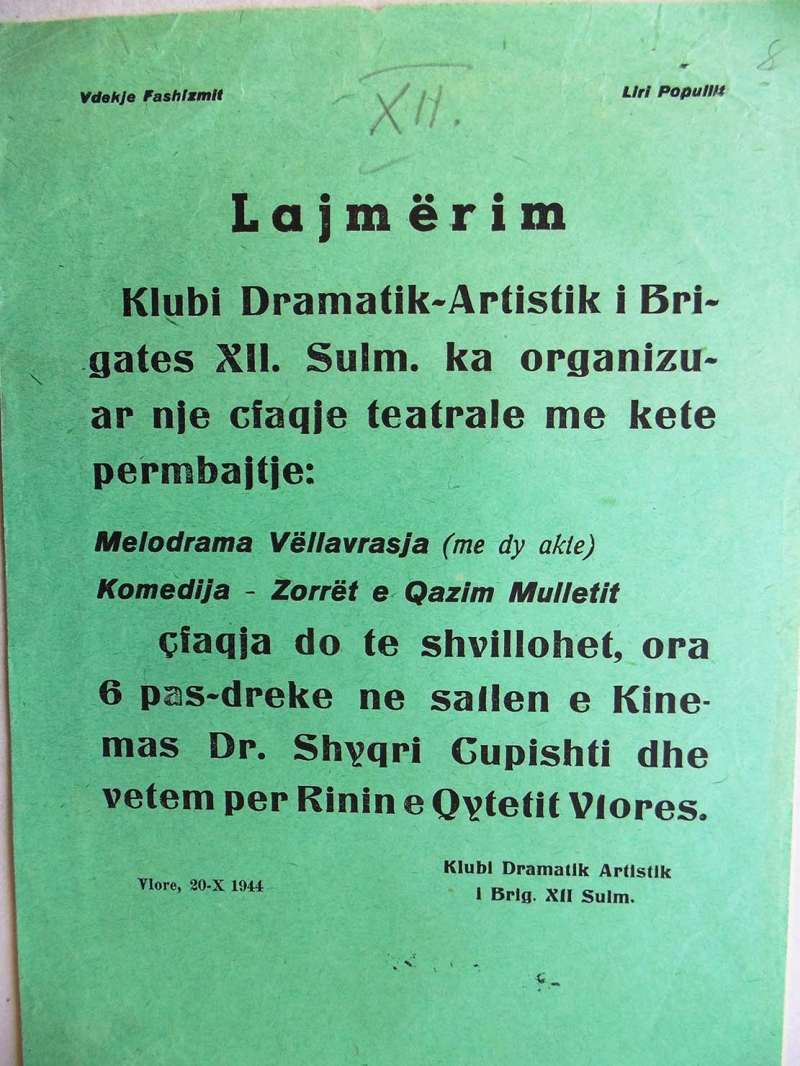 8
Vdekje Fashizmit
Liri Popullit
XII.
Lajmërim
Klubi Dramatik-Artistik i Bri-
gates XII. Sulm. ka organizu-
ar nje cfaqje teatrale me kete
permbajtje:
Melodrama Vëllavrasja (me dy akte)
Komedija - Zorrët e Qazim Mulletit
çfaqja do te shvillohet, ora
6 pas-dreke ne sallen e Kine-
mas Dr. Shyqri Gupishti dhe
vetem per Rinin e Qytetit Vlores.
Vlore, 20-X 1944
Klubi Dramatik Artistik
i Brig. XII Sulm.